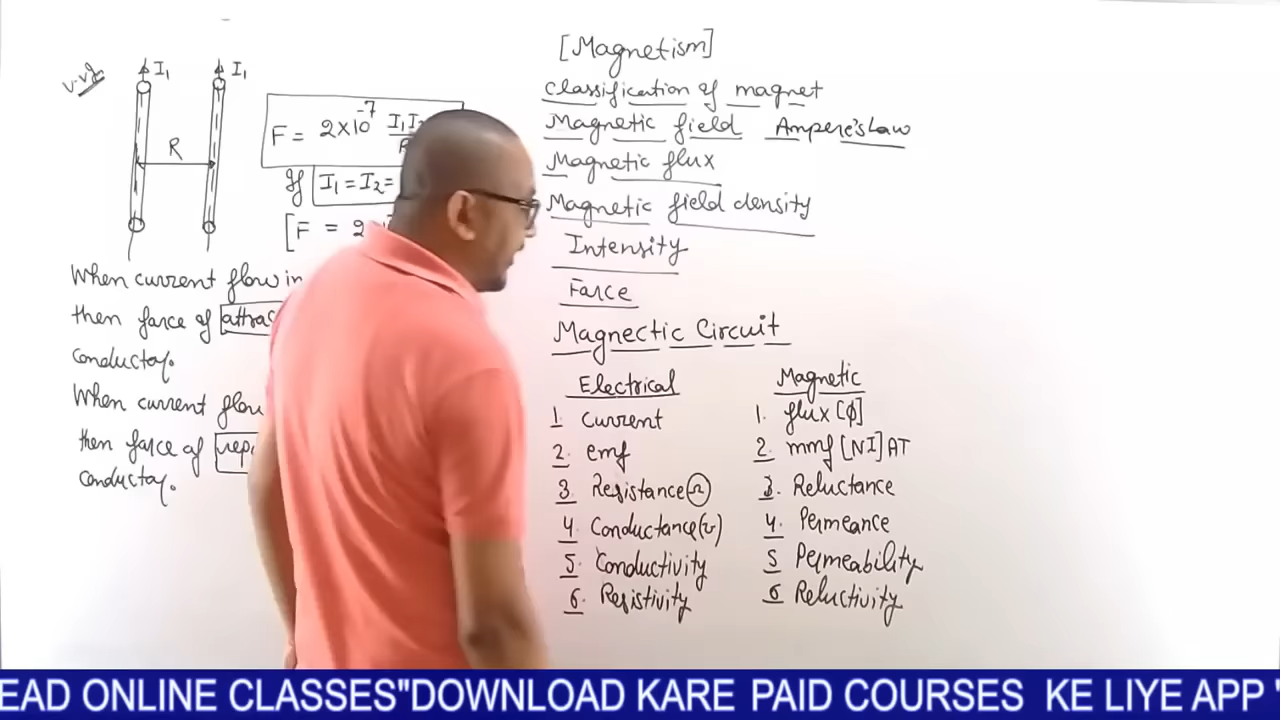 v.v
I₁ I₁
R
F = 2×10⁻⁷ I₁I
If I₁ = I₂ =
[F = 2
When current flow in
then farce of attrac
conductor.
When current flow
then farce of rep
conductor.
[Magnetism]
classification of magnet
Magnetic field Ampere's Law
Magnetic flux
Magnetic field density
Intensity
Farce
Magnectic Circuit
Electrical
1. Current
2. emf
3. Resistance(Ω)
4. Conductance(℧)
5. Conductivity
6. Resistivity
Magnetic
1. flux [ϕ]
2. mmf [NI] AT
3. Reluctance
4. Permeance
5. Permeability
6. Reluctivity
EAD ONLINE CLASSES"DOWNLOAD KARE PAID COURSES KE LIYE APP "